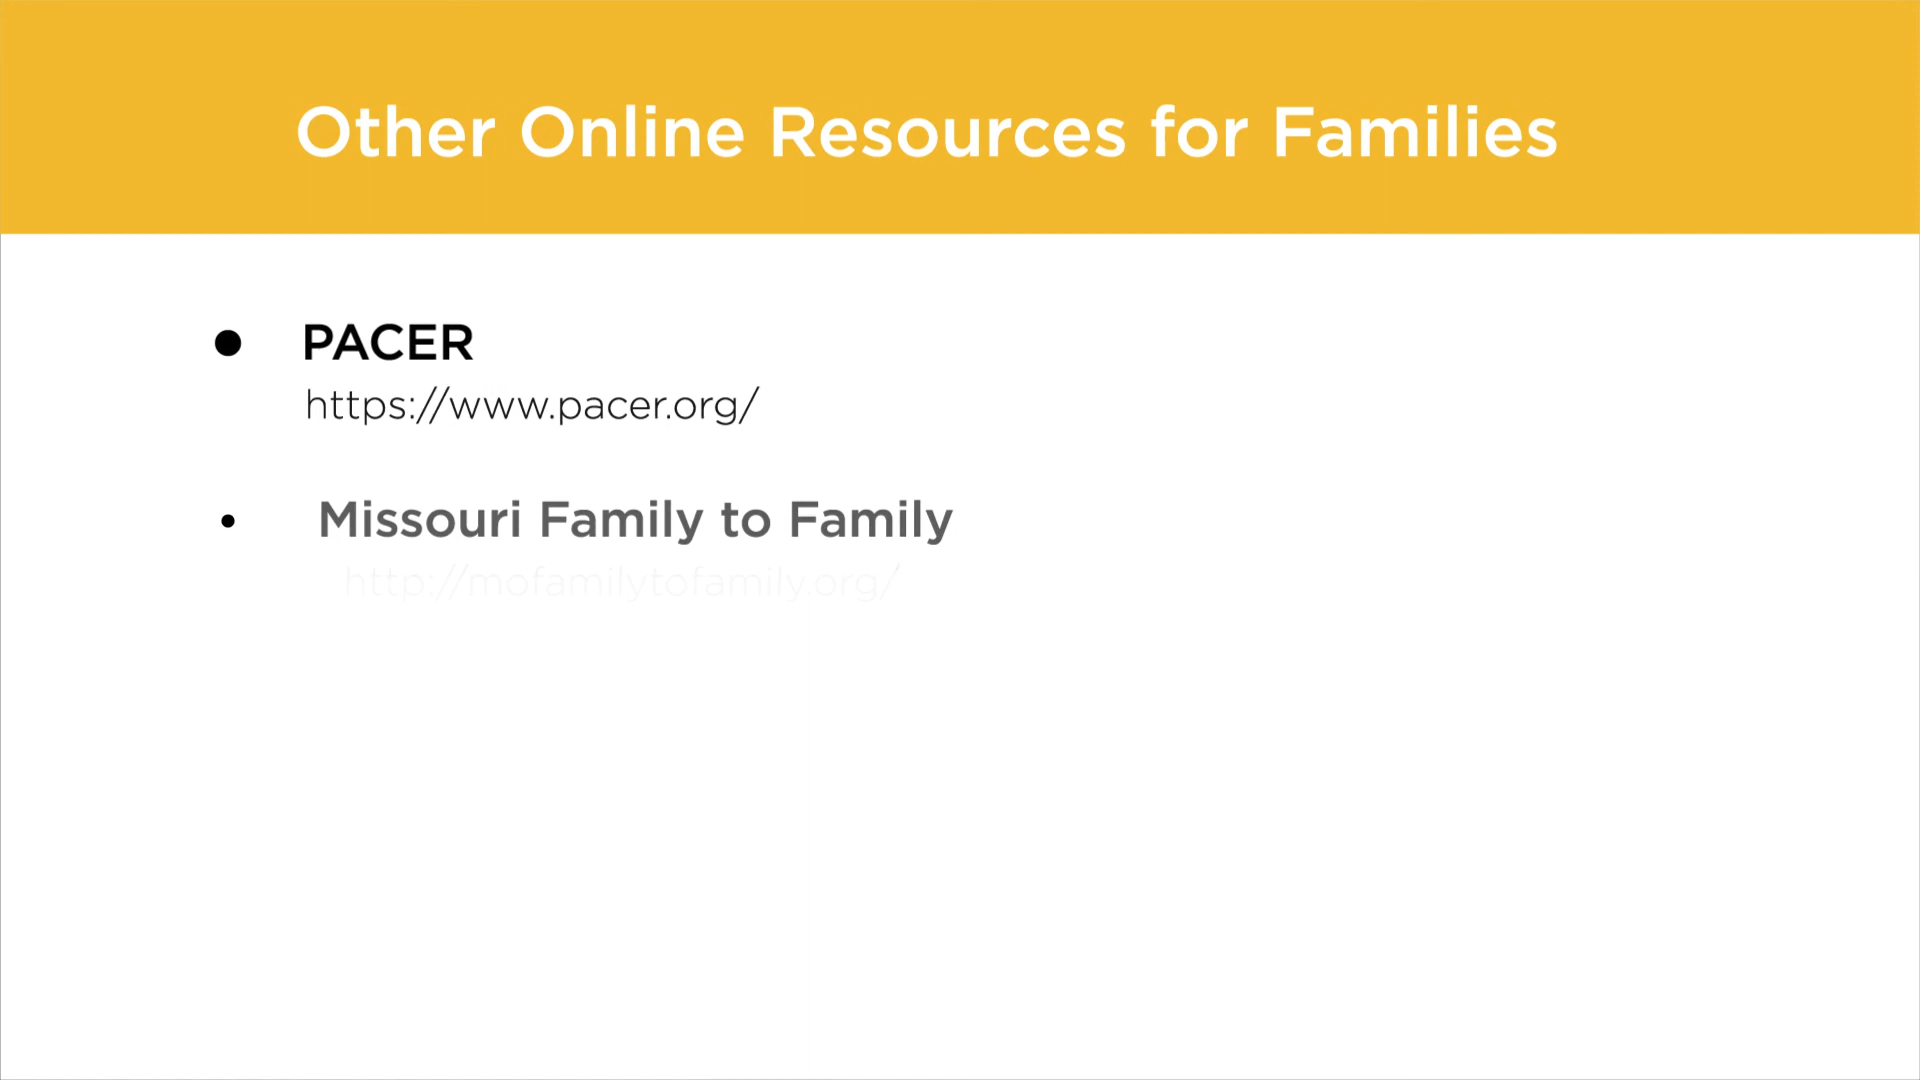 Other Online Resources for Families
• PACER
https://www.pacer.org/
• Missouri Family to Family
http://mofamilytofamily.org/